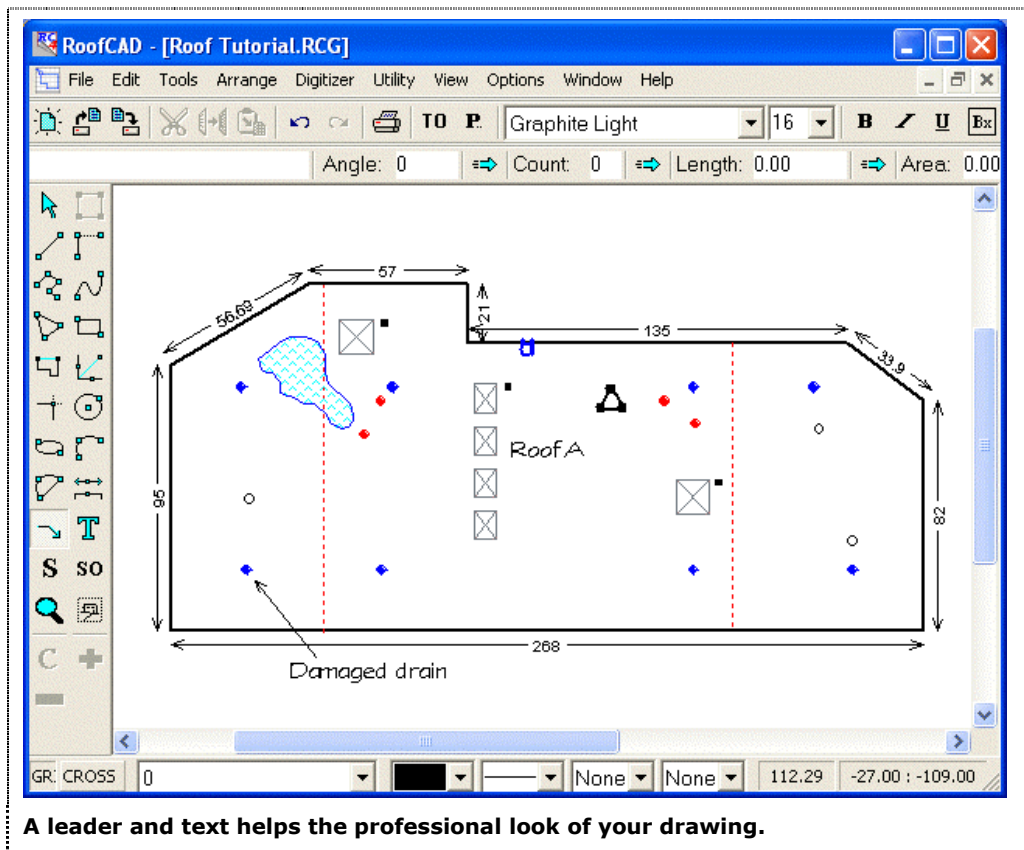 RoofCAD - [Roof Tutorial.RCG]
File Edit Tools Arrange Digitizer Utility View Options Window Help
TO P.. Graphite Light 16 B I U Bx
Angle: 0 Count: 0 Length: 0.00 Area: 0.00
T
S SO
C
57
56.69
21
135
33.9
Roof A
95
82
268
Damaged drain
GR: CROSS 0 None None 112.29 -27.00 : -109.00
A leader and text helps the professional look of your drawing.